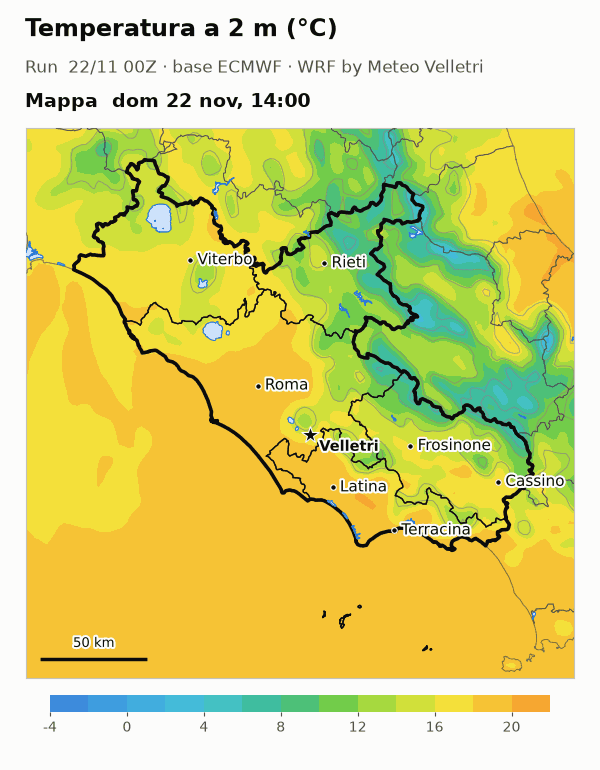 Temperatura a 2 m (°C)
Run 22/11 00Z · base ECMWF · WRF by Meteo Velletri
Mappa dom 22 nov, 14:00
Viterbo
Rieti
Roma
Velletri
Frosinone
Cassino
Latina
Terracina
50 km
-4 0 4 8 12 16 20